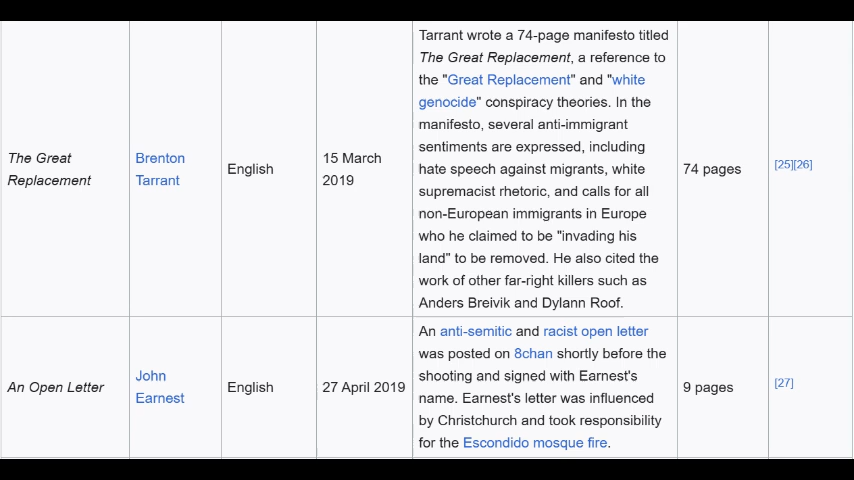 Tarrant wrote a 74-page manifesto titled
The Great Replacement, a reference to
the "Great Replacement" and "white
genocide" conspiracy theories. In the
manifesto, several anti-immigrant
sentiments are expressed, including
The Great Replacement
Brenton Tarrant
English
15 March 2019
hate speech against migrants, white
supremacist rhetoric, and calls for all
non-European immigrants in Europe
who he claimed to be "invading his
land" to be removed. He also cited the
work of other far-right killers such as
Anders Breivik and Dylann Roof.
74 pages
[25][26]
An Open Letter
John Earnest
English
27 April 2019
An anti-semitic and racist open letter
was posted on 8chan shortly before the
shooting and signed with Earnest's
name. Earnest's letter was influenced
by Christchurch and took responsibility
for the Escondido mosque fire.
9 pages
[27]